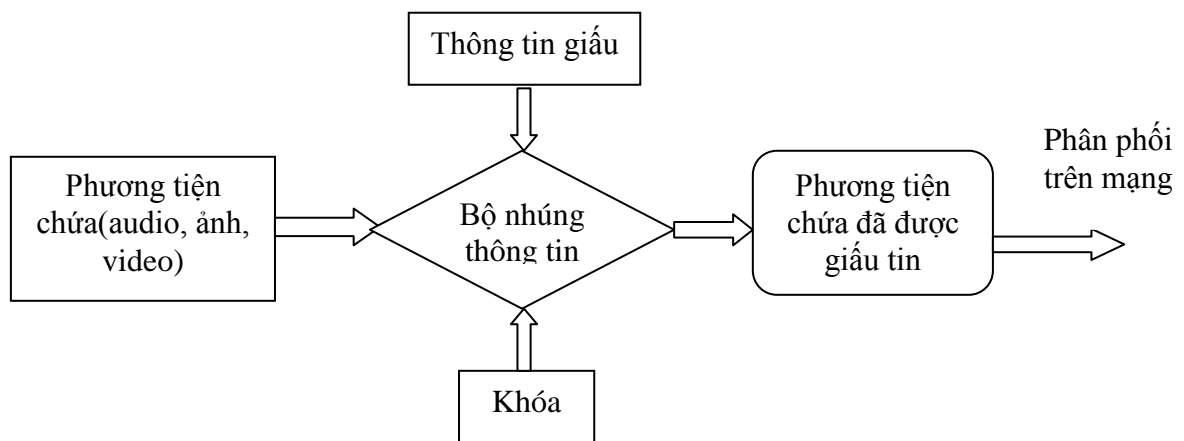 Thông tin giấu
Phân phối
trên mạng
Phương tiện
chứa(audio, ảnh,
video)
Bộ nhúng
thông tin
Phương tiện
chứa đã được
giấu tin
Khóa